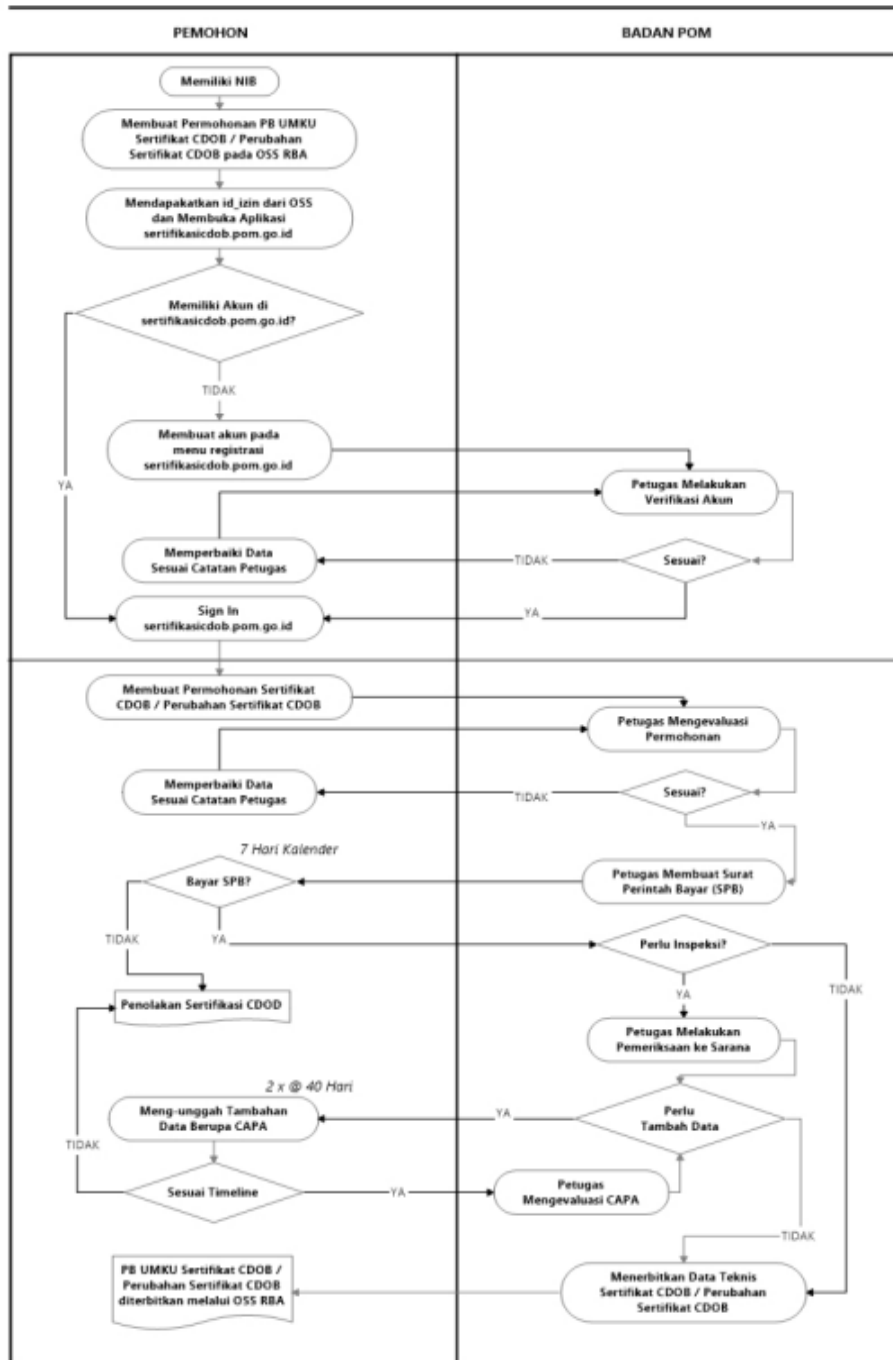 PEMOHON
BADAN POM
Memiliki NIB
Membuat Permohonan PB UMKU
Sertifikat CDOB / Perubahan
Sertifikat CDOB pada OSS RBA
Mendapakatkan id_izin dari OSS
dan Membuka Aplikasi
sertifikasicdob.pom.go.id
Memiliki Akun di
sertifikasicdob.pom.go.id?
TIDAK
YA
Membuat akun pada
menu registrasi
sertifikasicdob.pom.go.id
Petugas Melakukan
Verifikasi Akun
Memperbaiki Data
Sesuai Catatan Petugas
TIDAK
Sesuai?
Sign In
sertifikasicdob.pom.go.id
YA
Membuat Permohonan Sertifikat
CDOB / Perubahan Sertifikat CDOB
Petugas Mengevaluasi
Permohonan
Memperbaiki Data
Sesuai Catatan Petugas
TIDAK
Sesuai?
YA
7 Hari Kalender
Bayar SPB?
Petugas Membuat Surat
Perintah Bayar (SPB)
TIDAK
YA
Perlu Inspeksi?
YA
TIDAK
Penolakan Sertifikasi CDOD
Petugas Melakukan
Pemeriksaan ke Sarana
2 x @ 40 Hari
Meng-unggah Tambahan
Data Berupa CAPA
YA
Perlu
Tambah Data
TIDAK
Sesuai Timeline
YA
Petugas
Mengevaluasi CAPA
TIDAK
PB UMKU Sertifikat CDOB /
Perubahan Sertifikat CDOB
diterbitkan melalui OSS RBA
Menerbitkan Data Teknis
Sertifikat CDOB / Perubahan
Sertifikat CDOB